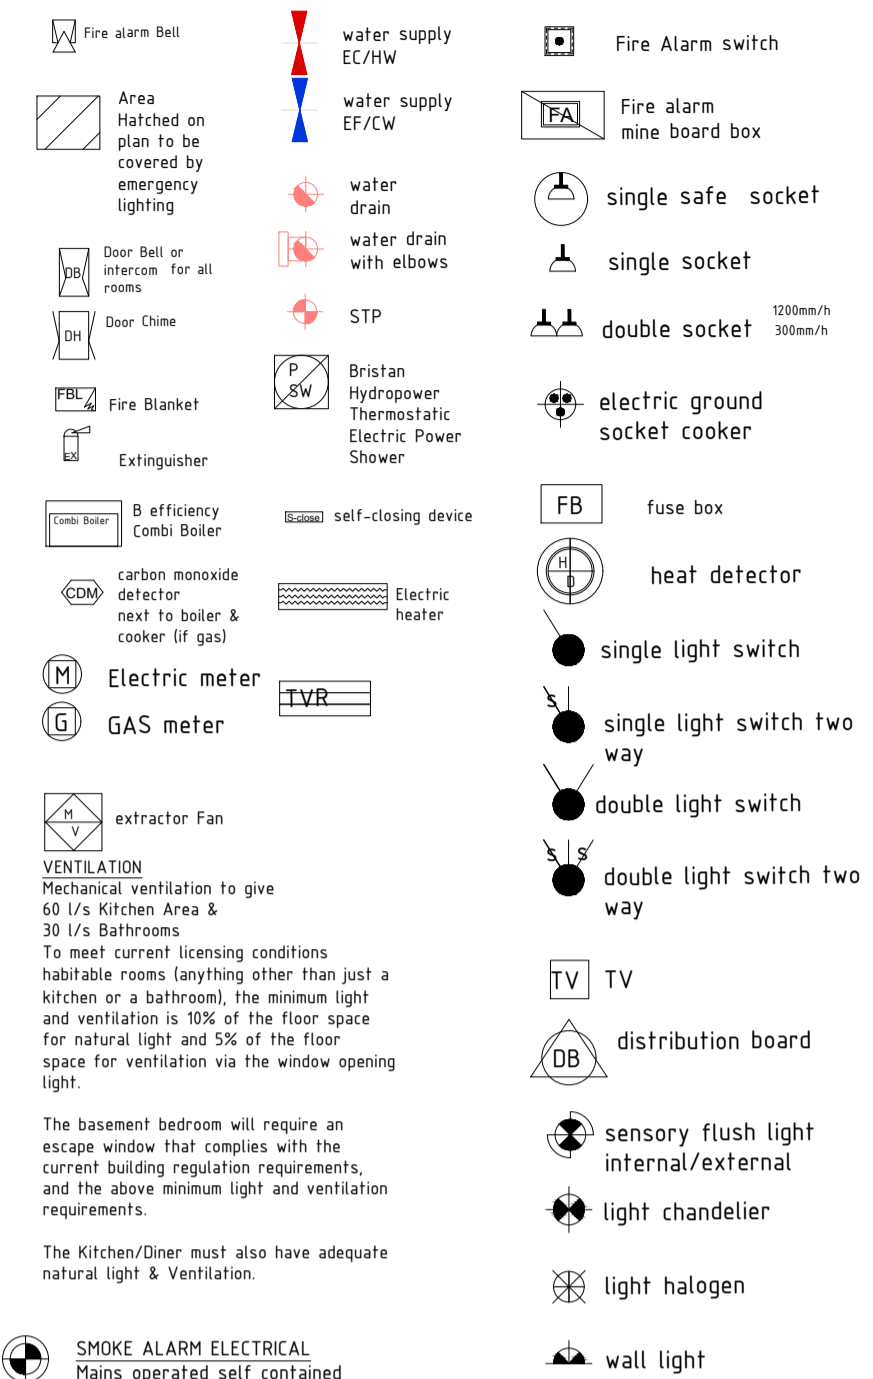 Fire alarm Bell
Area
Hatched on
plan to be
covered by
emergency
lighting
DB
Door Bell or
intercom for all
rooms
DH
Door Chime
FBL
Fire Blanket
EX
Extinguisher
Combi Boiler
B efficiency
Combi Boiler
CDM
carbon monoxide
detector
next to boiler &
cooker (if gas)
M
Electric meter
G
GAS meter
M
V
extractor Fan
VENTILATION
Mechanical ventilation to give
60 l/s Kitchen Area &
30 l/s Bathrooms
To meet current licensing conditions
habitable rooms (anything other than just a
kitchen or a bathroom), the minimum light
and ventilation is 10% of the floor space
for natural light and 5% of the floor
space for ventilation via the window opening
light.
The basement bedroom will require an
escape window that complies with the
current building regulation requirements,
and the above minimum light and ventilation
requirements.
The Kitchen/Diner must also have adequate
natural light & Ventilation.
SMOKE ALARM ELECTRICAL
Mains operated self contained
water supply
EC/HW
water supply
EF/CW
water
drain
water drain
with elbows
STP
P
SW
Bristan
Hydropower
Thermostatic
Electric Power
Shower
S-close
self-closing device
Electric
heater
TVR
Fire Alarm switch
FA
Fire alarm
mine board box
single safe socket
single socket
double socket
1200mm/h
300mm/h
electric ground
socket cooker
FB
fuse box
H
D
heat detector
single light switch
S
single light switch two
way
double light switch
S S
double light switch two
way
TV
TV
DB
distribution board
sensory flush light
internal/external
light chandelier
light halogen
wall light